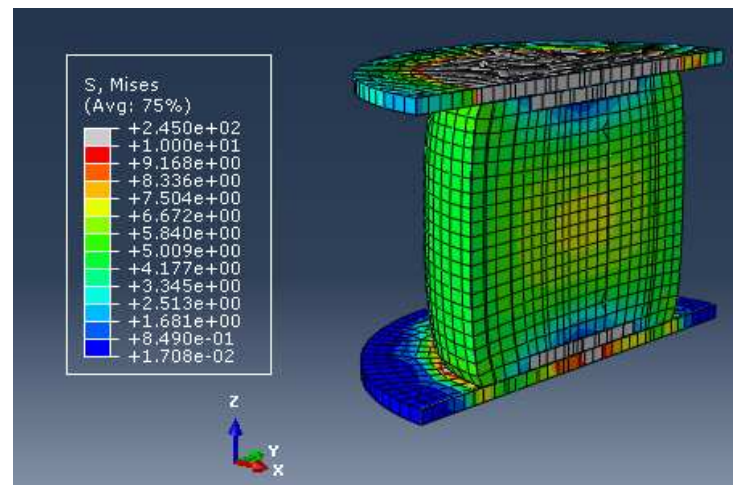 S, Mises
(Avg: 75%)
+2.450e+02
+1.000e+01
+9.168e+00
+8.336e+00
+7.504e+00
+6.672e+00
+5.840e+00
+5.009e+00
+4.177e+00
+3.345e+00
+2.513e+00
+1.681e+00
+8.490e-01
+1.708e-02
Z
Y
X